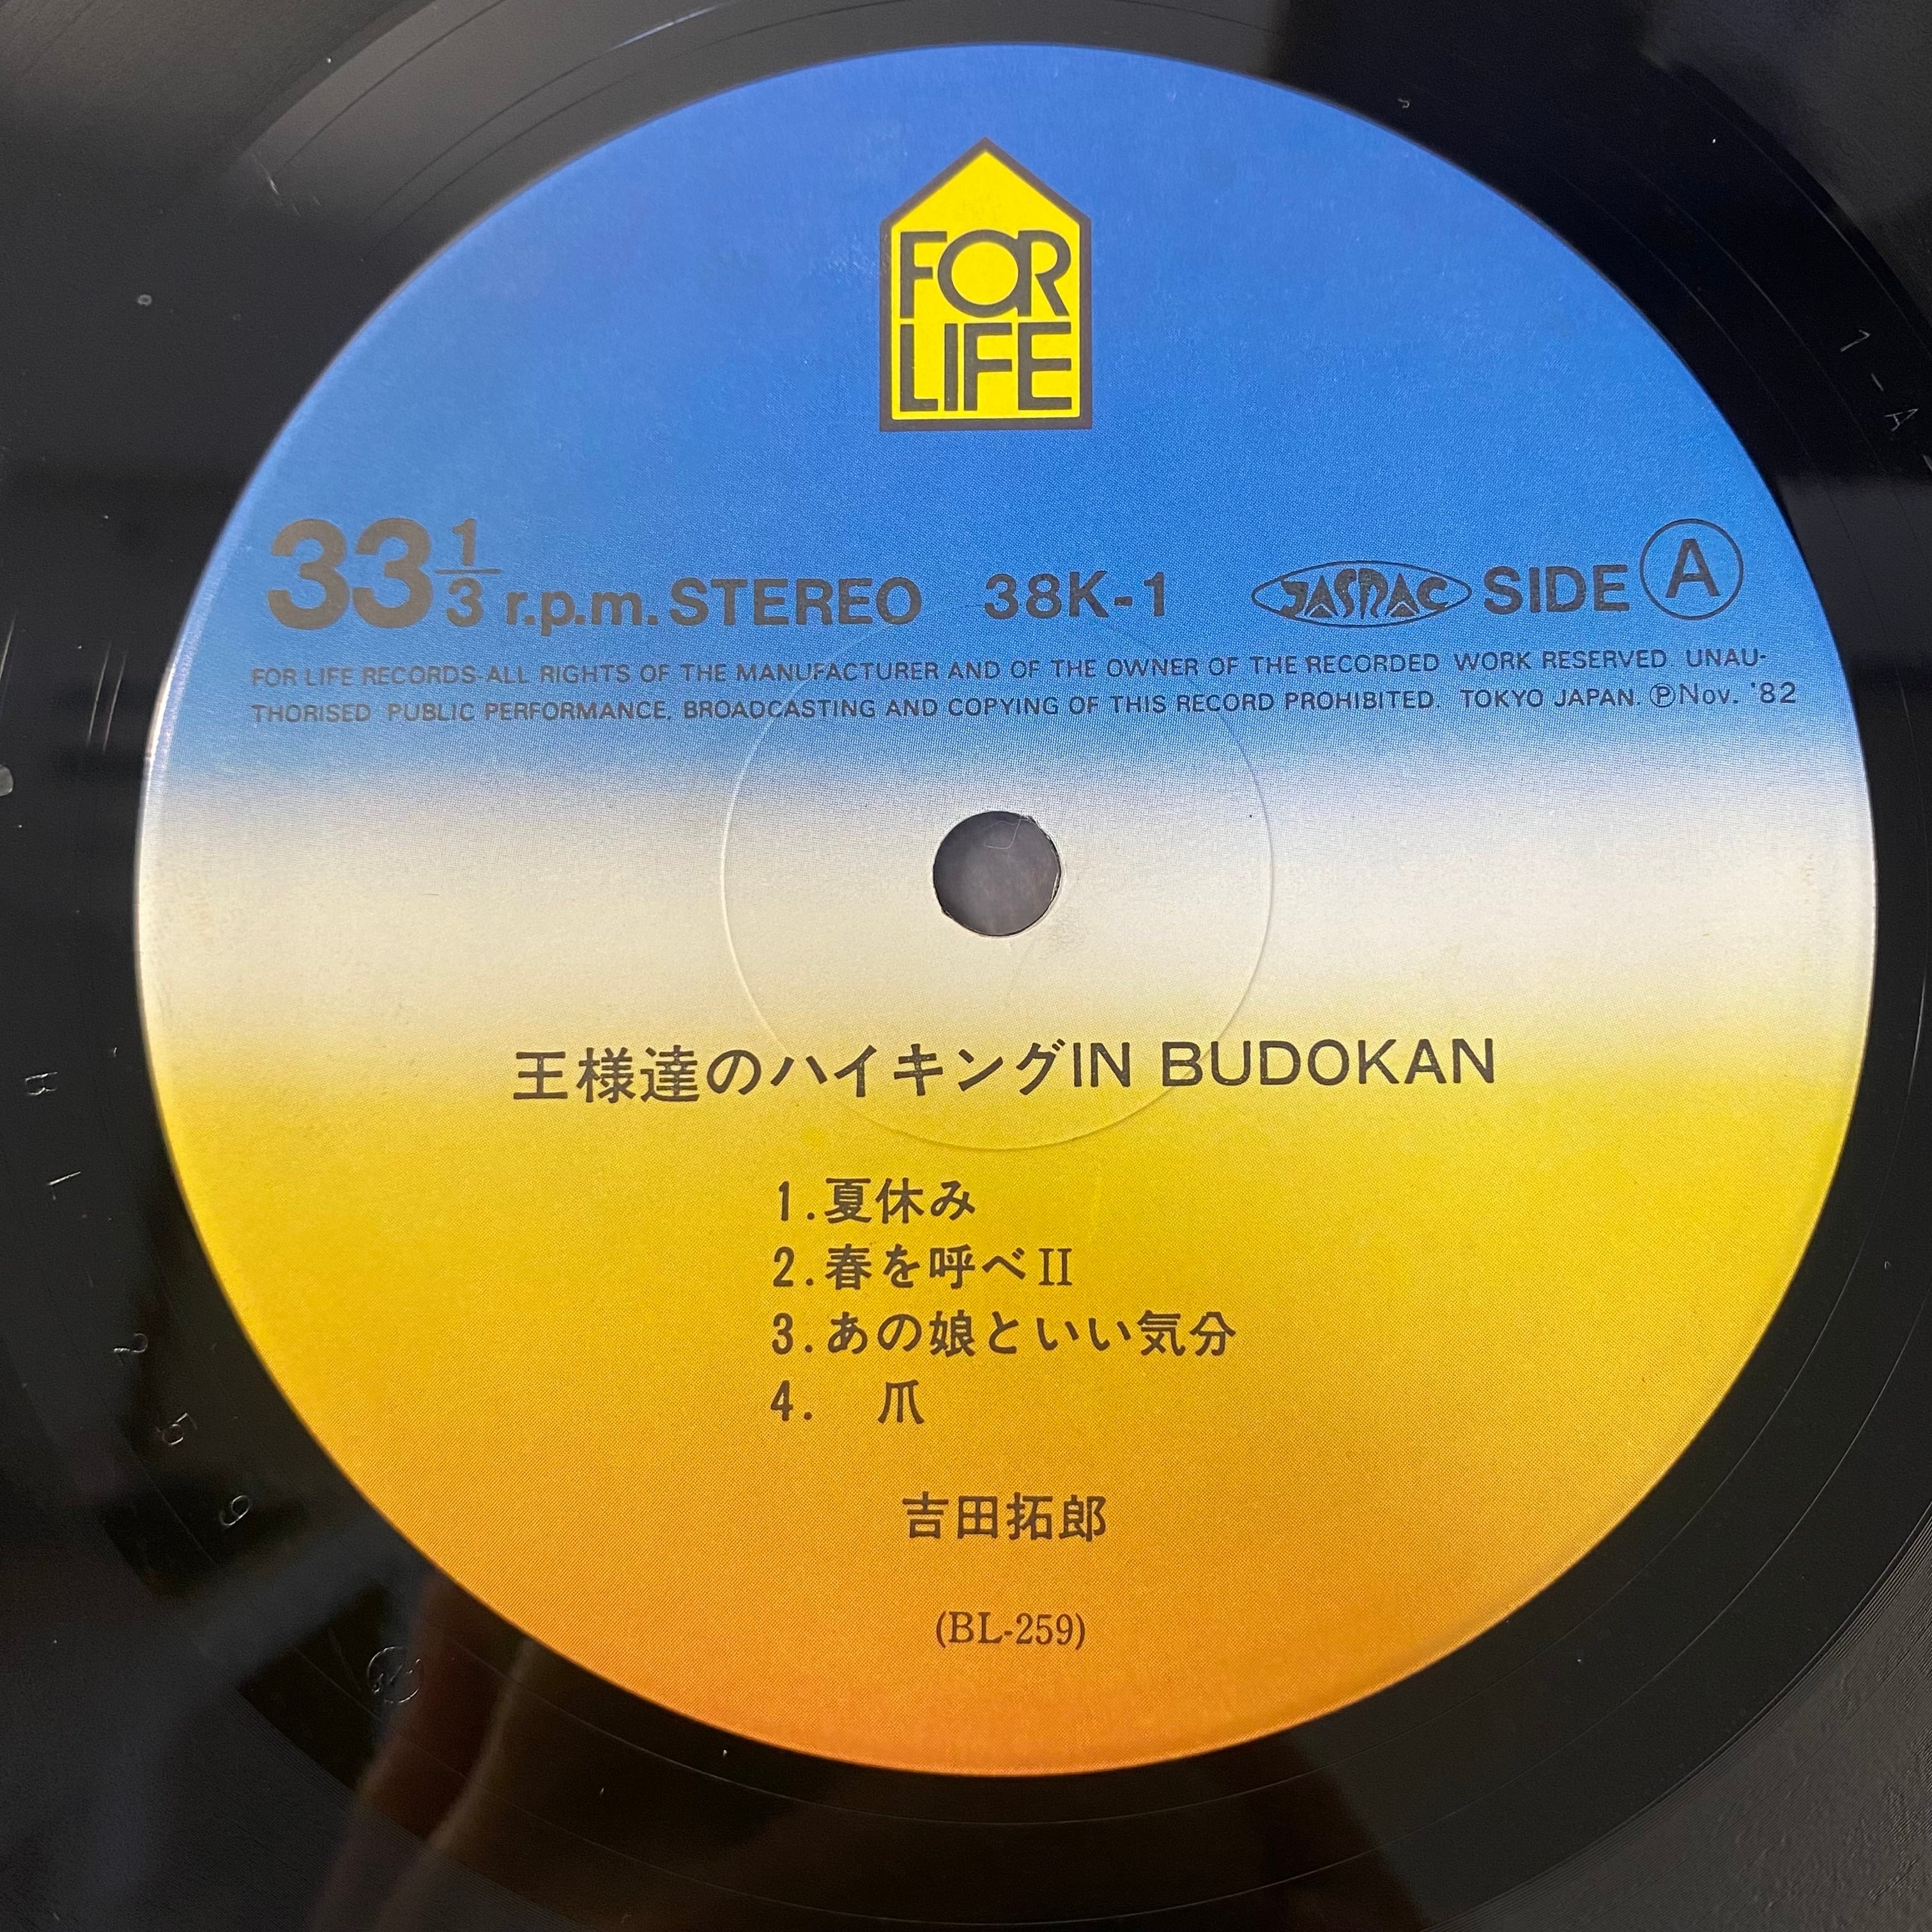 FOR
LIFE
33 1/3 r.p.m. STEREO 38K-1 JASRAC SIDE A
FOR LIFE RECORDS-ALL RIGHTS OF THE MANUFACTURER AND OF THE OWNER OF THE RECORDED WORK RESERVED UNAU-
THORISED PUBLIC PERFORMANCE, BROADCASTING AND COPYING OF THIS RECORD PROHIBITED. TOKYO JAPAN. ℗Nov. '82
王様達のハイキングIN BUDOKAN
1.夏休み
2.春を呼べII
3.あの娘といい気分
4. 爪
吉田拓郎
(BL-259)
BL-259
1-A